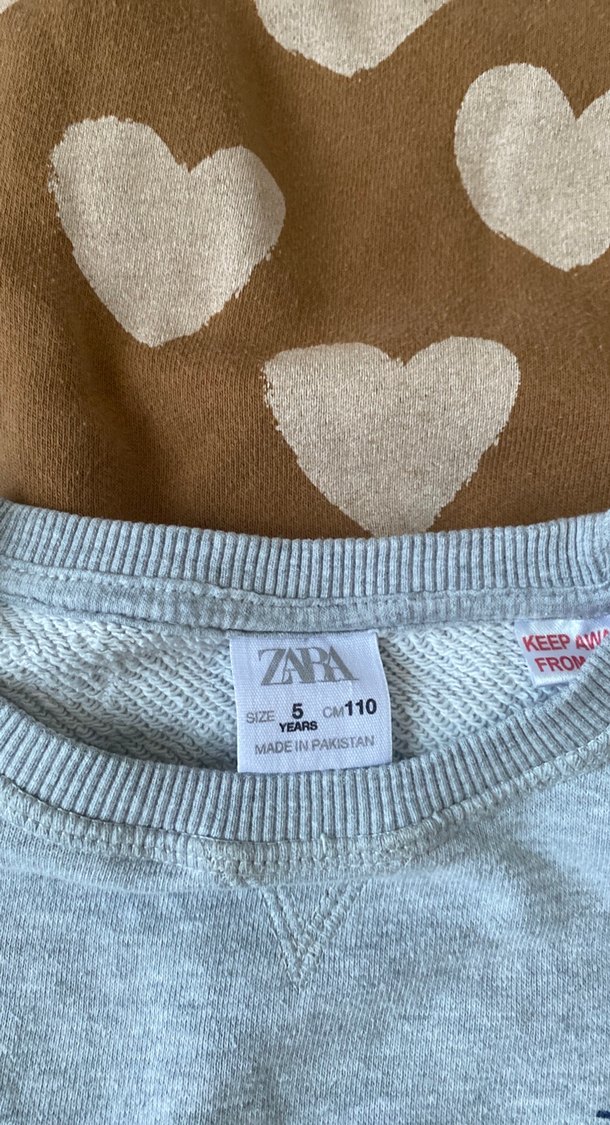 ZARA
SIZE 5 YEARS CM 110
MADE IN PAKISTAN
KEEP AWA
FROM